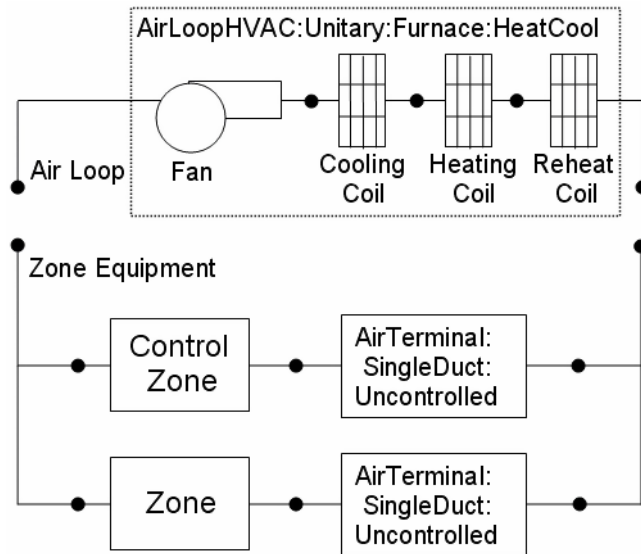 AirLoopHVAC:Unitary:Furnace:HeatCool
Air Loop
Fan
Cooling
Coil
Heating
Coil
Reheat
Coil
Zone Equipment
Control
Zone
AirTerminal:
SingleDuct:
Uncontrolled
Zone
AirTerminal:
SingleDuct:
Uncontrolled